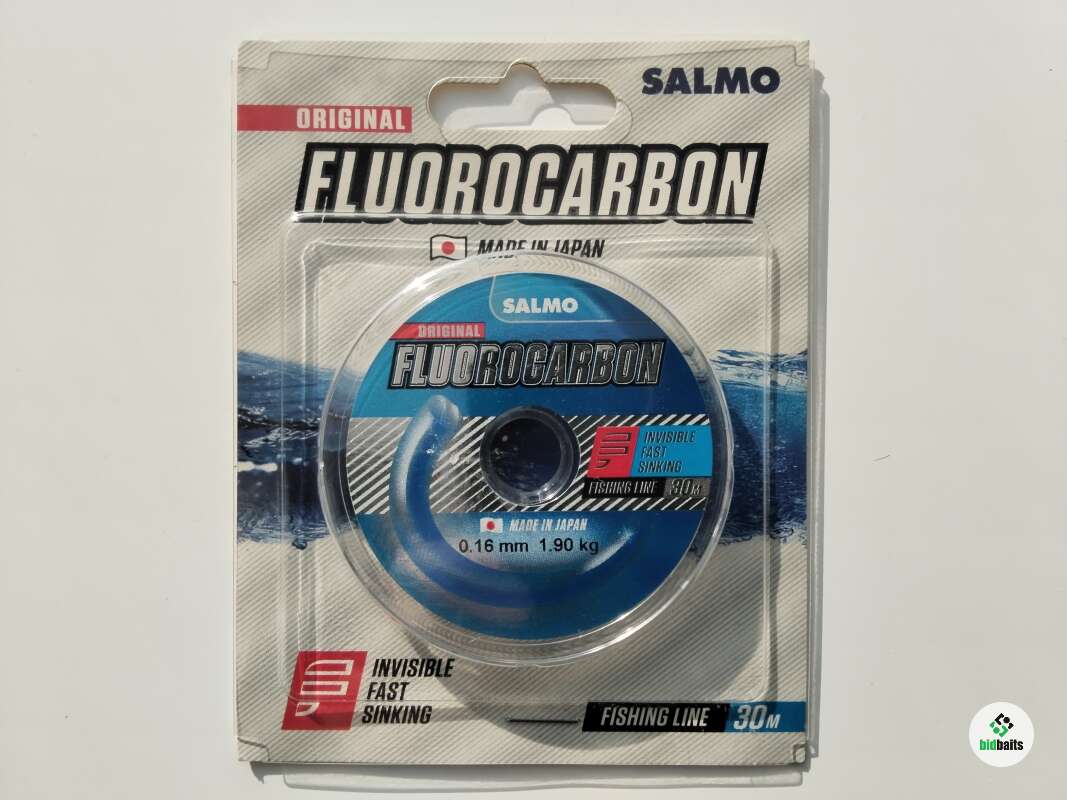 SALMO
ORIGINAL
FLUOROCARBON
MADE IN JAPAN
SALMO
ORIGINAL
FLUOROCARBON
INVISIBLE
FAST
SINKING
FISHING LINE 30M
MADE IN JAPAN
0.16 mm 1.90 kg
INVISIBLE
FAST
SINKING
FISHING LINE 30M
bidbaits